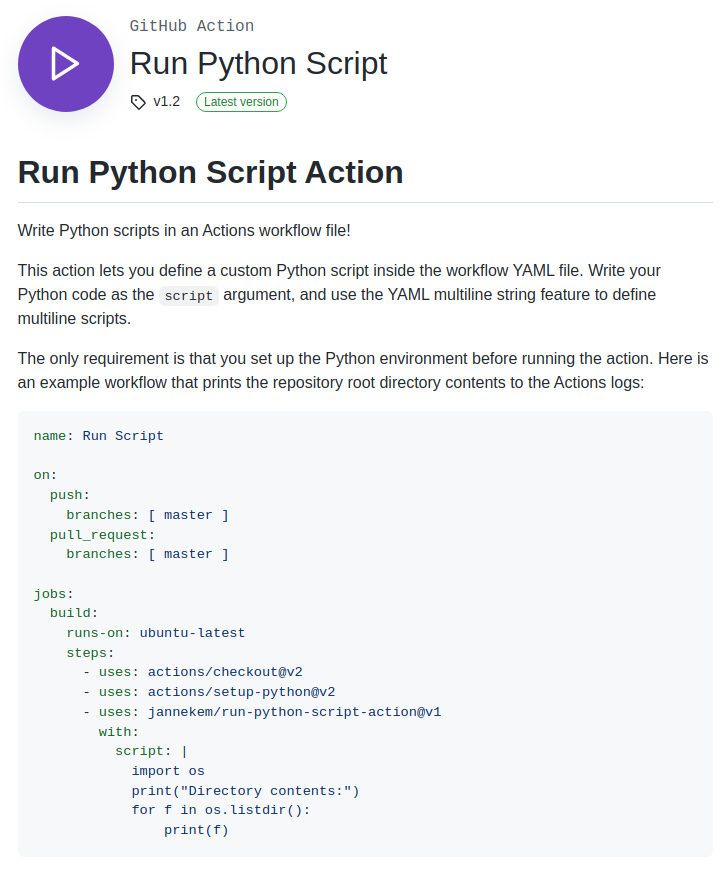 GitHub Action
Run Python Script
v1.2 Latest version
Run Python Script Action
Write Python scripts in an Actions workflow file!
This action lets you define a custom Python script inside the workflow YAML file. Write your
Python code as the script argument, and use the YAML multiline string feature to define
multiline scripts.
The only requirement is that you set up the Python environment before running the action. Here is
an example workflow that prints the repository root directory contents to the Actions logs:
name: Run Script

on:
  push:
    branches: [ master ]
  pull_request:
    branches: [ master ]

jobs:
  build:
    runs-on: ubuntu-latest
    steps:
      - uses: actions/checkout@v2
      - uses: actions/setup-python@v2
      - uses: jannekem/run-python-script-action@v1
        with:
          script: |
            import os
            print("Directory contents:")
            for f in os.listdir():
                print(f)